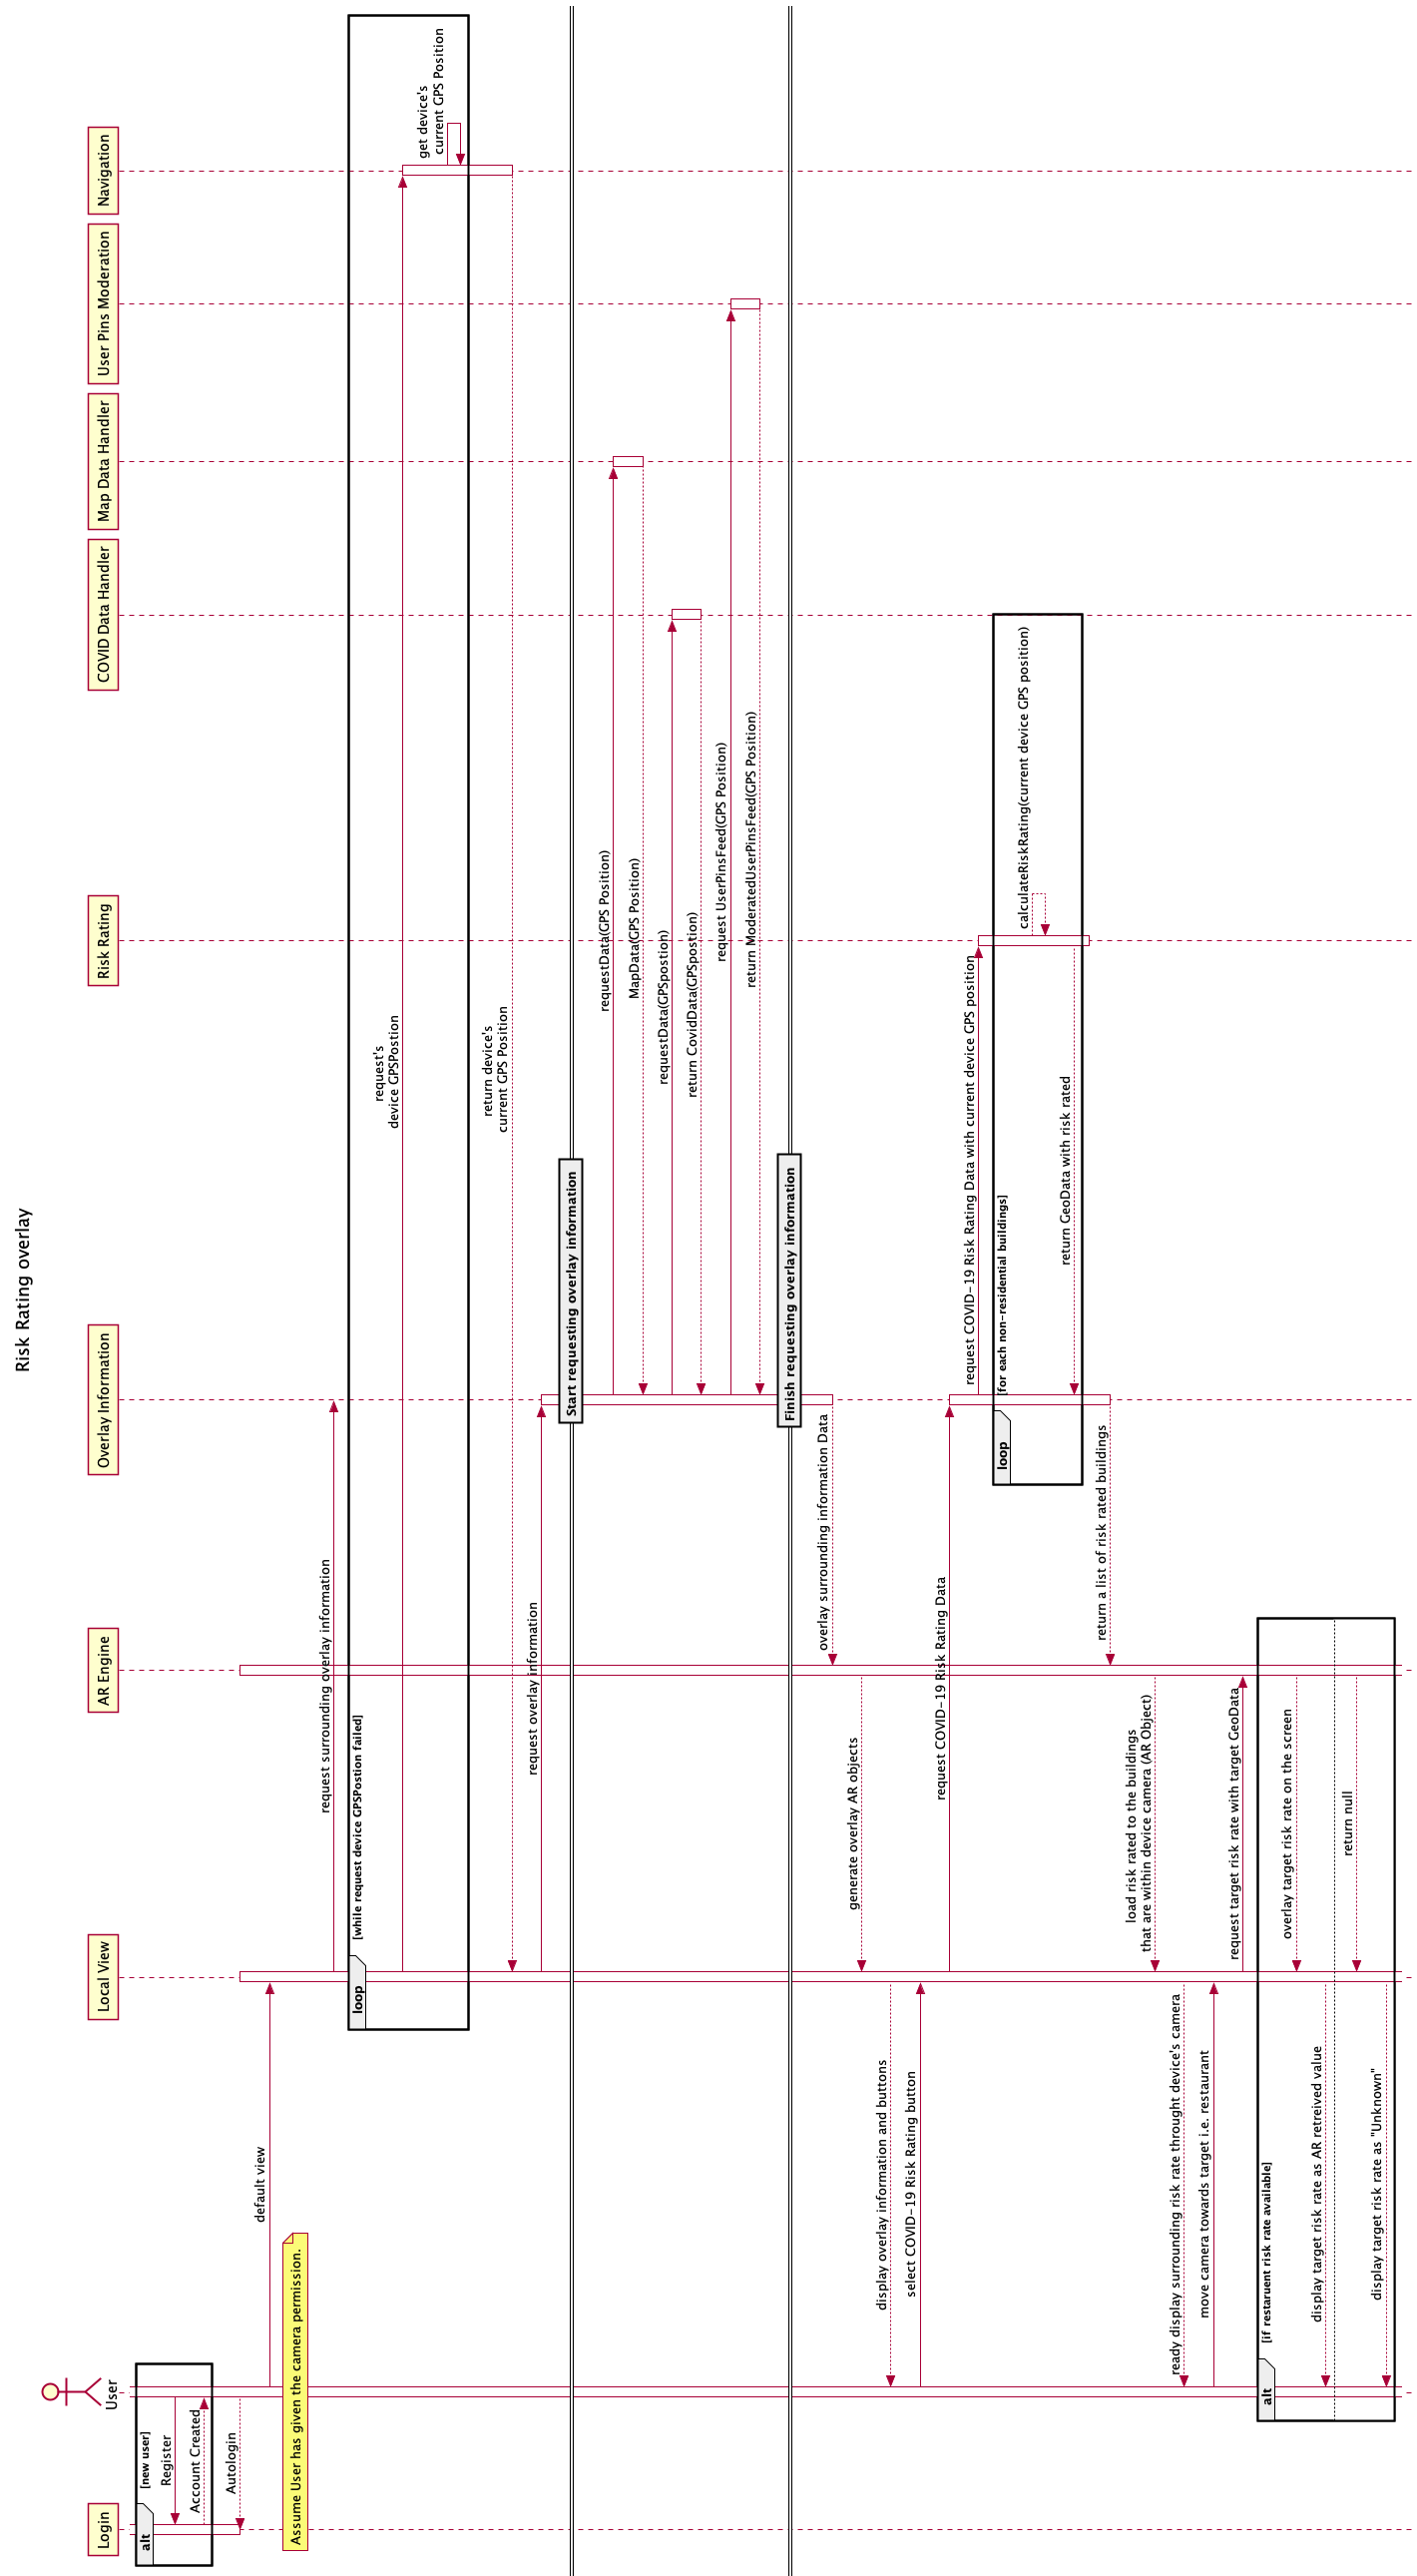 Risk Rating overlay
Login
User
Local View
AR Engine
Overlay Information
Risk Rating
COVID Data Handler
Map Data Handler
User Pins Moderation
Navigation
alt
[new user]
Register
Account Created
Autologin
default view
Assume User has given the camera permission.
request surrounding overlay information
loop
[while request device GPSPostion failed]
request's
device GPSPostion
get device's
current GPS Position
return device's
current GPS Position
request overlay information
Start requesting overlay information
requestData(GPS Position)
MapData(GPS Position)
requestData(GPSpostion)
return CovidData(GPSpostion)
request UserPinsFeed(GPS Position)
return ModeratedUserPinsFeed(GPS Position)
Finish requesting overlay information
overlay surrounding information Data
generate overlay AR objects
display overlay information and buttons
select COVID-19 Risk Rating button
request COVID-19 Risk Rating Data
request COVID-19 Risk Rating Data with current device GPS position
loop
[for each non-residential buildings]
calculateRiskRating(current device GPS position)
return GeoData with risk rated
return a list of risk rated buildings
load risk rated to the buildings
that are within device camera (AR Object)
ready display surrounding risk rate throught device's camera
move camera towards target i.e. restaurant
request target risk rate with target GeoData
alt
[if restaruent risk rate available]
overlay target risk rate on the screen
display target risk rate as AR retreived value
return null
display target risk rate as "Unknown"